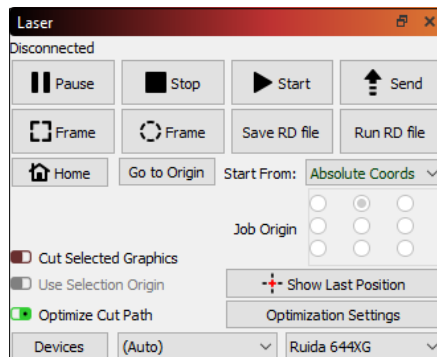 Laser
Disconnected
Pause Stop Start Send
Frame Frame Save RD file Run RD file
Home Go to Origin Start From: Absolute Coords
Job Origin
Cut Selected Graphics
Use Selection Origin Show Last Position
Optimize Cut Path Optimization Settings
Devices (Auto) Ruida 644XG